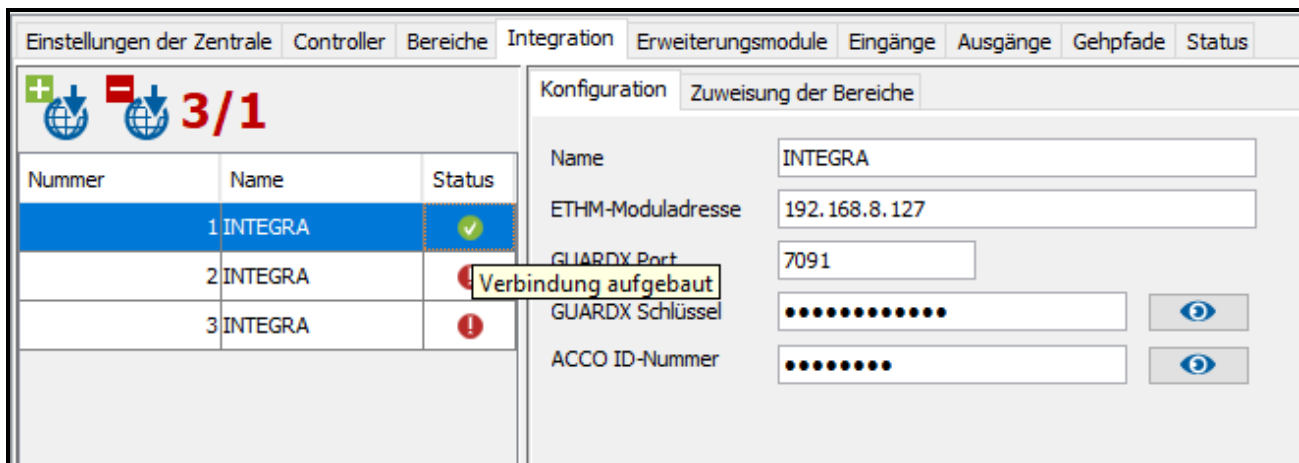 Einstellungen der Zentrale Controller Bereiche Integration Erweiterungsmodule Eingänge Ausgänge Gehpfade Status
3/1
Nummer Name Status
1 INTEGRA
2 INTEGRA
3 INTEGRA
Verbindung aufgebaut
Konfiguration Zuweisung der Bereiche
Name INTEGRA
ETHM-Moduladresse 192.168.8.127
GUARDX Port 7091
GUARDX Schlüssel ••••••••••••
ACCO ID-Nummer ••••••••